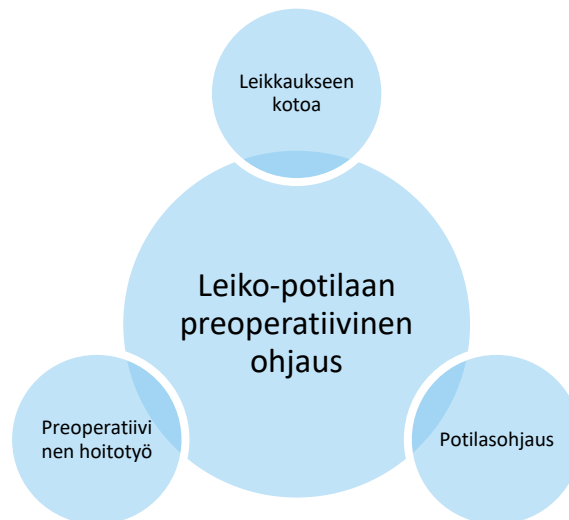 Leikkaukseen
kotoa
Leiko-potilaan
preoperatiivinen
ohjaus
Preoperatiivi
nen hoitotyö
Potilasohjaus